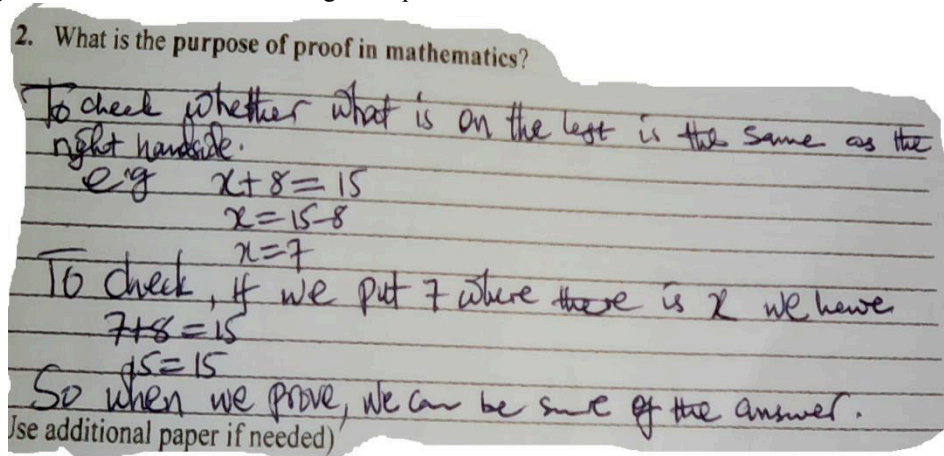 2. What is the purpose of proof in mathematics?
To check whether what is on the left is the same as the
right handside.
eg x+8=15
x=15-8
x=7
To check, if we put 7 where there is x we have
7+8=15
15=15
So when we prove, we can be sure of the answer.
Use additional paper if needed)